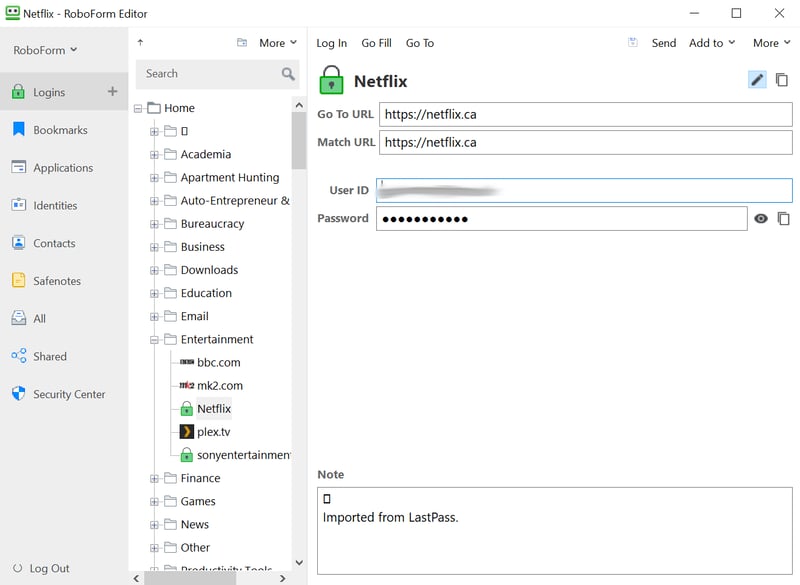 Netflix - RoboForm Editor
RoboForm
Logins
Bookmarks
Applications
Identities
Contacts
Safenotes
All
Shared
Security Center
Log Out
More
Search
Home
Academia
Apartment Hunting
Auto-Entrepreneur &
Bureaucracy
Business
Downloads
Education
Email
Entertainment
bbc.com
mk2 mk2.com
Netflix
plex.tv
sonyentertainment
Finance
Games
News
Other
Productivity Tools
Log In Go Fill Go To
Send Add to More
Netflix
Go To URL https://netflix.ca
Match URL https://netflix.ca
User ID
Password ●●●●●●●●●●●
Note
Imported from LastPass.